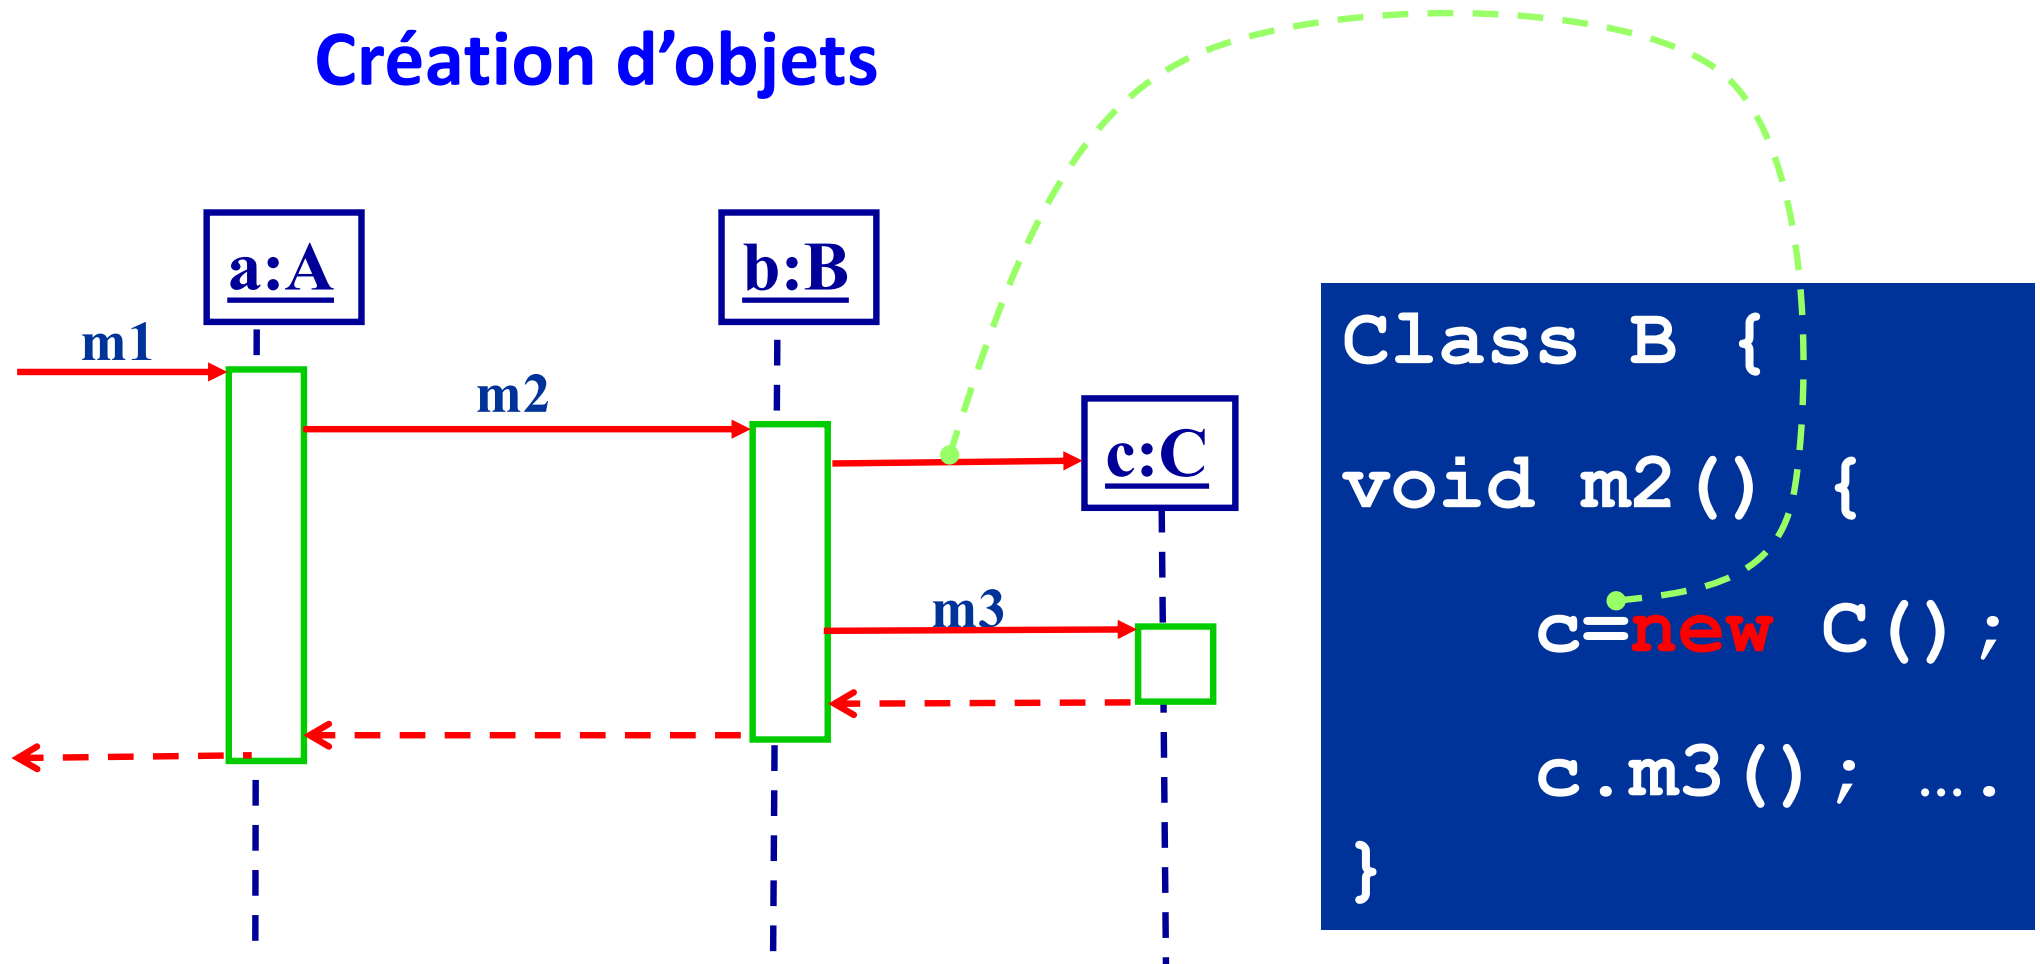 Création d’objets
a:A
b:B
m1
m2
c:C
m3
Class B {
void m2() {
c=new C();
c.m3(); ….
}